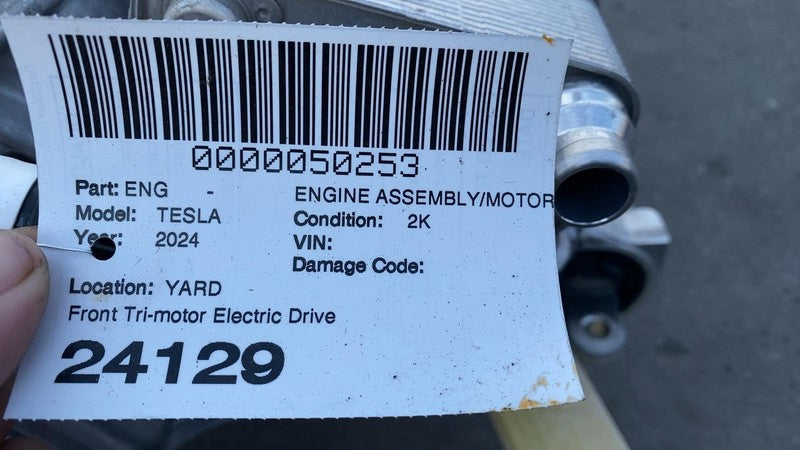 0000050253
Part: ENG - ENGINE ASSEMBLY/MOTOR
Model: TESLA Condition: 2K
Year: 2024 VIN:
Damage Code:
Location: YARD
Front Tri-motor Electric Drive
24129